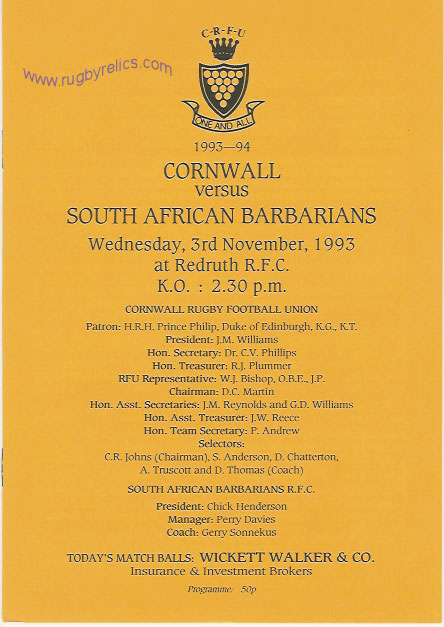 C-R-F-U
www.rugbyrelics.com
ONE AND ALL
1993—94
CORNWALL
versus
SOUTH AFRICAN BARBARIANS
Wednesday, 3rd November, 1993
at Redruth R.F.C.
K.O. : 2.30 p.m.
CORNWALL RUGBY FOOTBALL UNION
Patron: H.R.H. Prince Philip, Duke of Edinburgh, K.G., K.T.
President: J.M. Williams
Hon. Secretary: Dr. C.V. Phillips
Hon. Treasurer: R.J. Plummer
RFU Representative: W.J. Bishop, O.B.E., J.P.
Chairman: D.C. Martin
Hon. Asst. Secretaries: J.M. Reynolds and G.D. Williams
Hon. Asst. Treasurer: J.W. Reece
Hon. Team Secretary: P. Andrew
Selectors:
C.R. Johns (Chairman), S. Anderson, D. Chatterton,
A. Truscott and D. Thomas (Coach)
SOUTH AFRICAN BARBARIANS R.F.C.
President: Chick Henderson
Manager: Perry Davies
Coach: Gerry Sonnekus
TODAY'S MATCH BALLS: WICKETT WALKER & CO.
Insurance & Investment Brokers
Programme: 50p